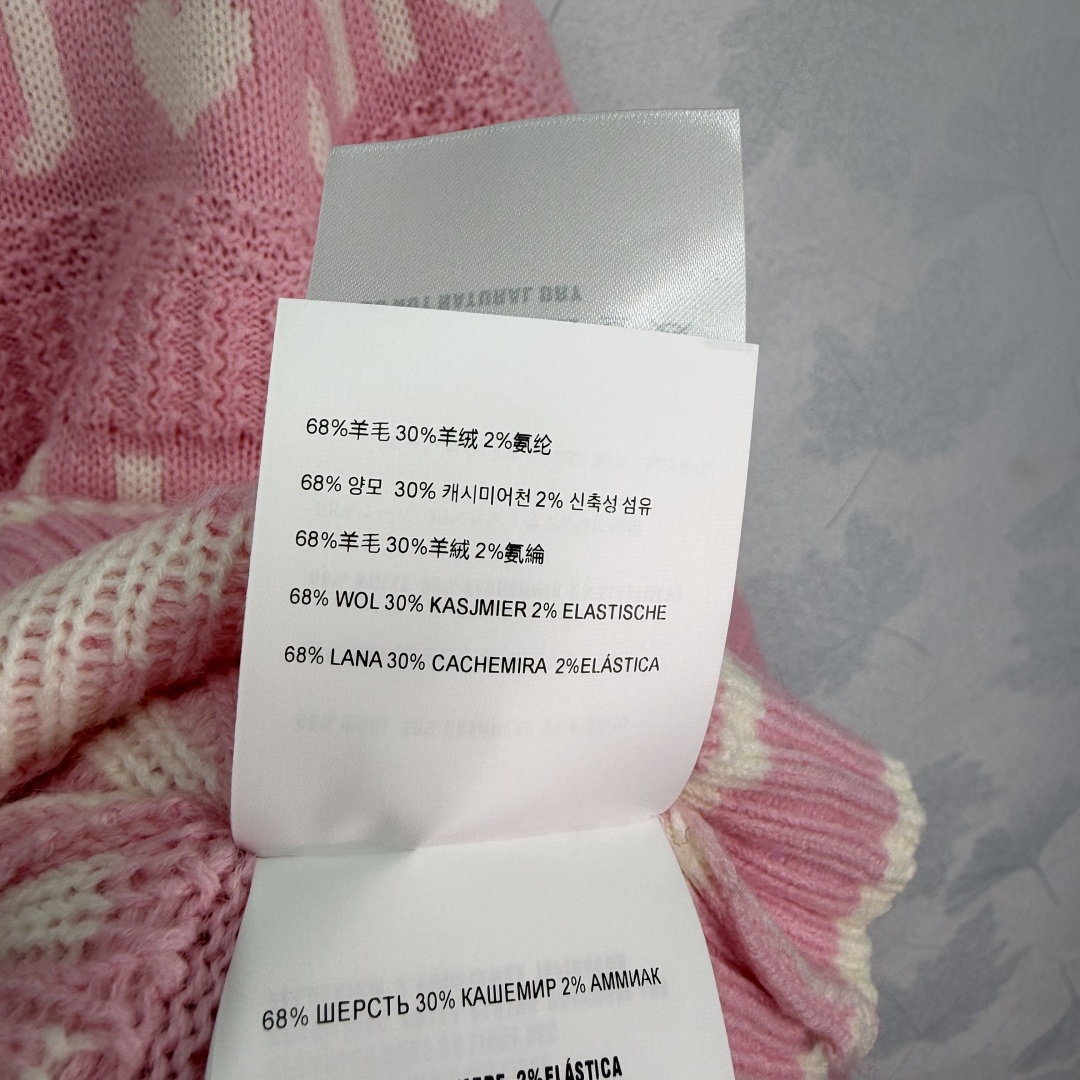 NATURAL DRY
68%羊毛 30%羊绒 2%氨纶
68% 양모 30% 캐시미어천 2% 신축성 섬유
68%羊毛 30%羊絨 2%氨綸
68% WOL 30% KASJMIER 2% ELASTISCHE
68% LANA 30% CACHEMIRA 2%ELÁSTICA
68% ШЕРСТЬ 30% КАШЕМИР 2% АММИАК
2%ELÁSTICA